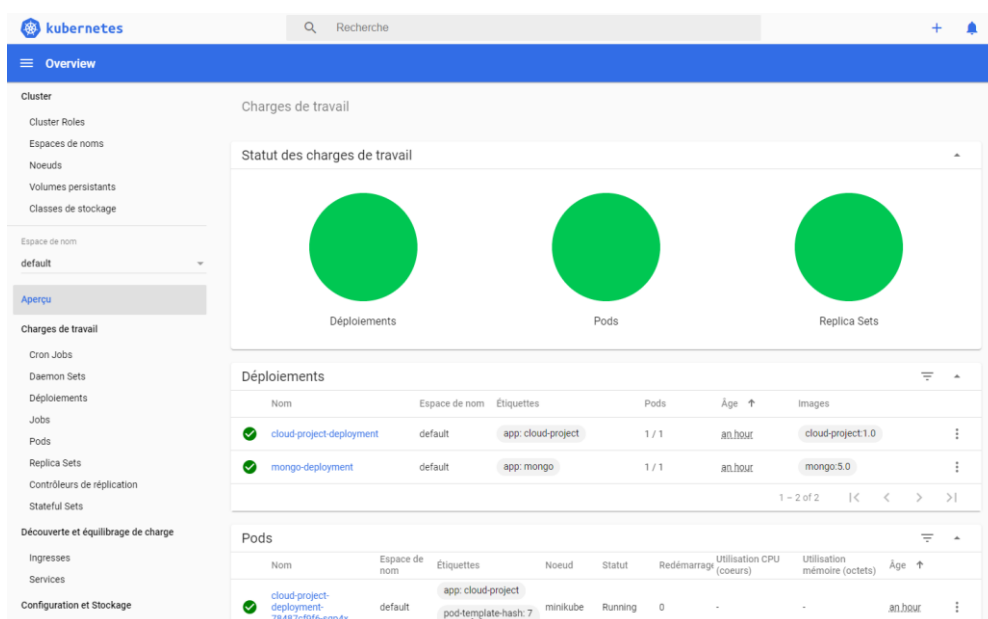 kubernetes
Recherche
Overview
Cluster
Cluster Roles
Espaces de noms
Noeuds
Volumes persistants
Classes de stockage
Espace de nom
default
Aperçu
Charges de travail
Cron Jobs
Daemon Sets
Déploiements
Jobs
Pods
Replica Sets
Contrôleurs de réplication
Stateful Sets
Découverte et équilibrage de charge
Ingresses
Services
Configuration et Stockage
Charges de travail
Statut des charges de travail
Déploiements Pods Replica Sets
Déploiements
Nom Espace de nom Étiquettes Pods Âge Images
cloud-project-deployment default app: cloud-project 1 / 1 an hour cloud-project:1.0
mongo-deployment default app: mongo 1 / 1 an hour mongo:5.0
1 – 2 of 2
Pods
Nom Espace de nom Étiquettes Noeud Statut Redémarrage Utilisation CPU (coeurs) Utilisation mémoire (octets) Âge
app: cloud-project
cloud-project-
deployment- default minikube Running 0 - - an hour
pod-template-hash: 7